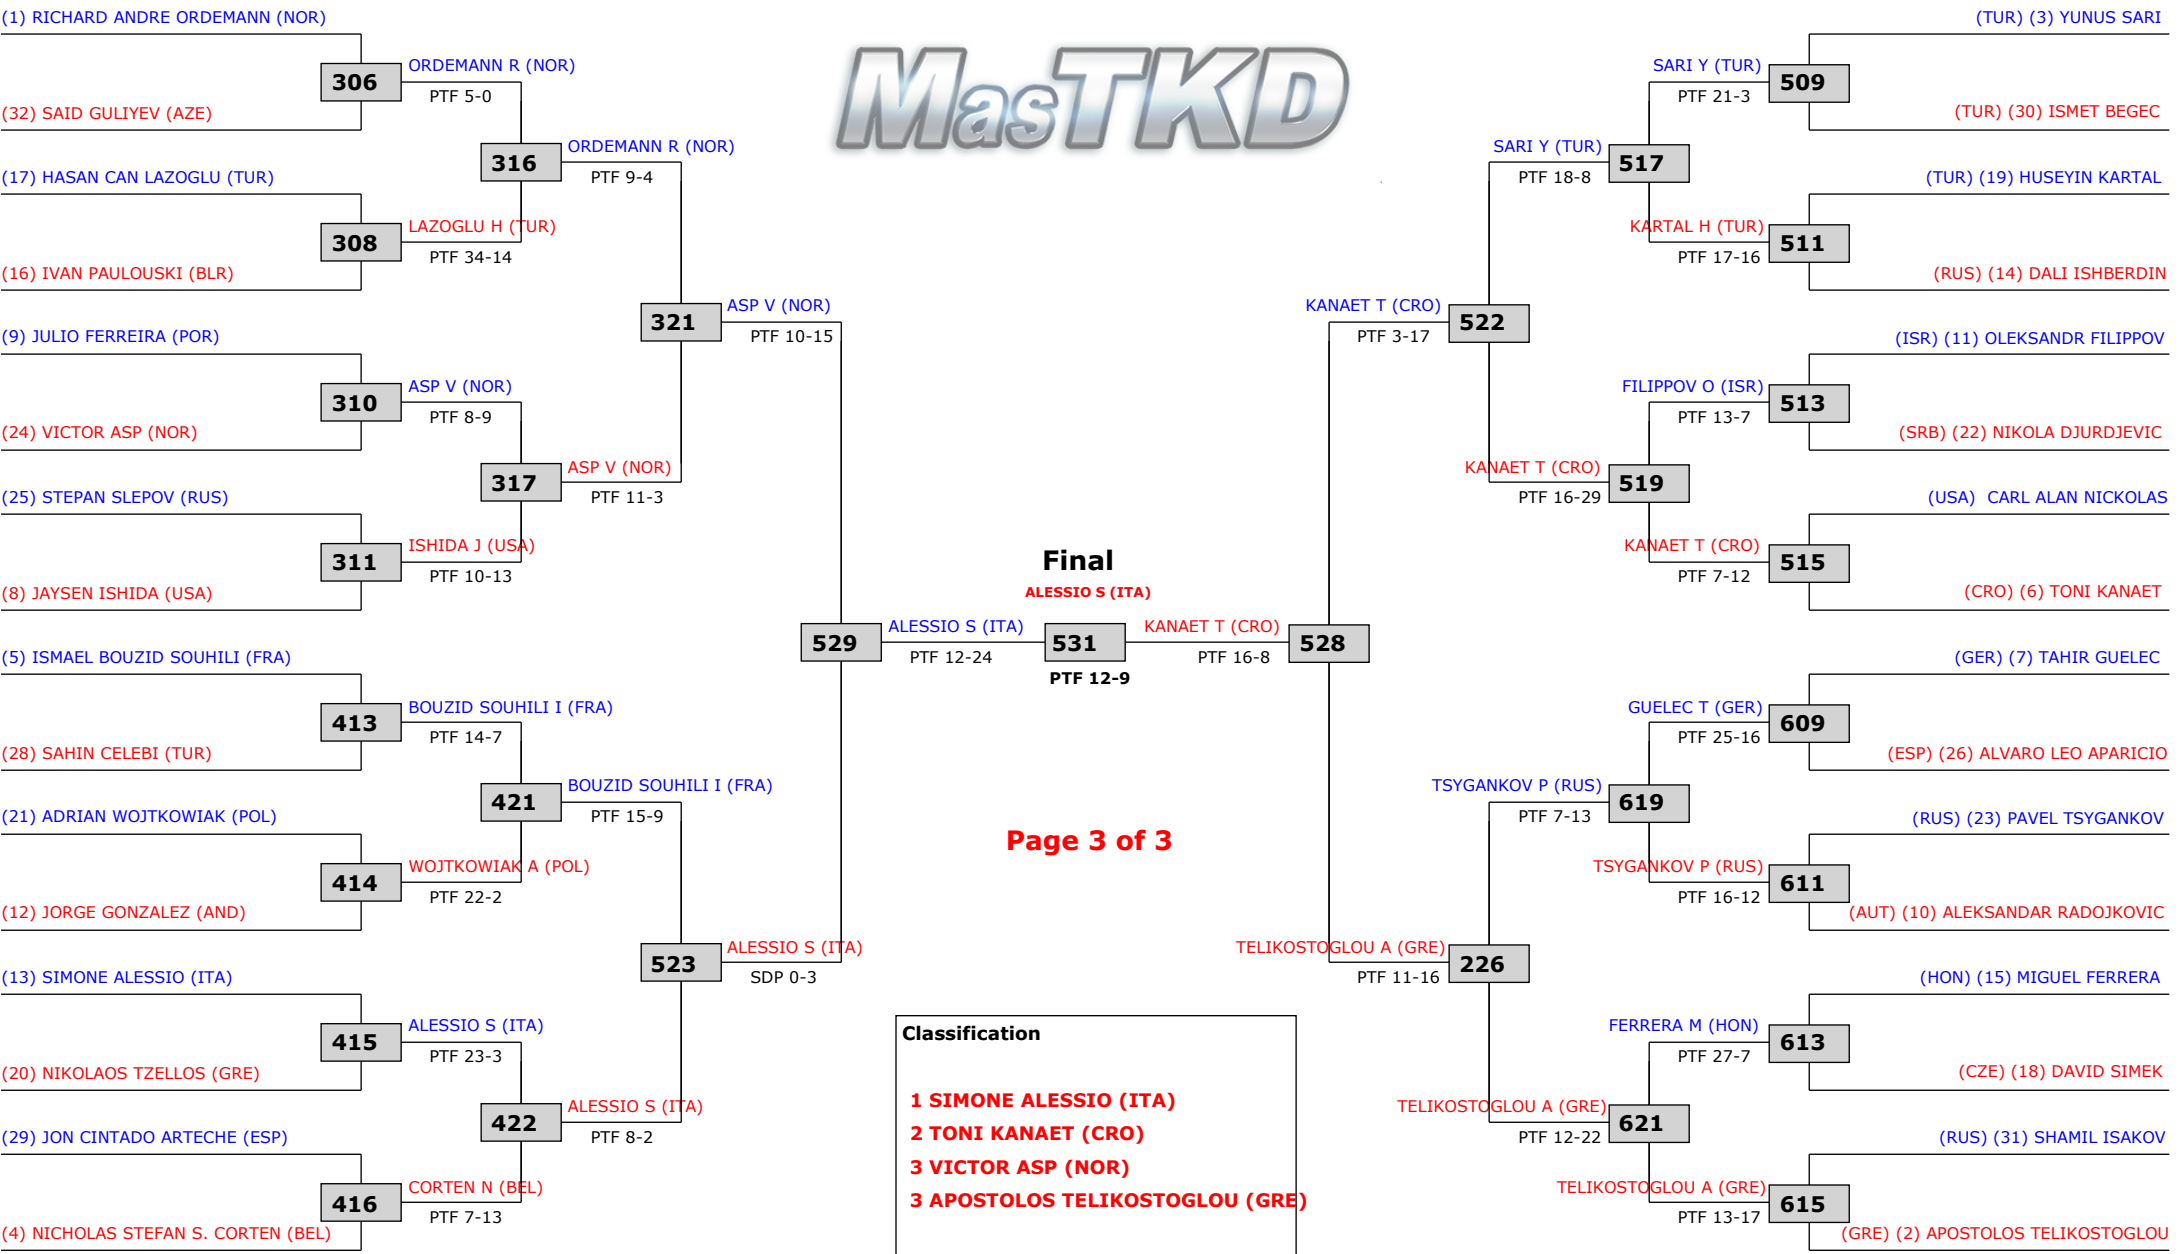 (1) RICHARD ANDRE ORDEMANN (NOR)
306
ORDEMANN R (NOR)
PTF 5-0
(32) SAID GULIYEV (AZE)
316
ORDEMANN R (NOR)
PTF 9-4
(17) HASAN CAN LAZOGLU (TUR)
308
LAZOGLU H (TUR)
PTF 34-14
(16) IVAN PAULOUSKI (BLR)
321
ASP V (NOR)
PTF 10-15
(9) JULIO FERREIRA (POR)
310
ASP V (NOR)
PTF 8-9
(24) VICTOR ASP (NOR)
317
ASP V (NOR)
PTF 11-3
(25) STEPAN SLEPOV (RUS)
311
ISHIDA J (USA)
PTF 10-13
(8) JAYSEN ISHIDA (USA)
529
ALESSIO S (ITA)
PTF 12-24
(5) ISMAEL BOUZID SOUHILI (FRA)
413
BOUZID SOUHILI I (FRA)
PTF 14-7
(28) SAHIN CELEBI (TUR)
421
BOUZID SOUHILI I (FRA)
PTF 15-9
(21) ADRIAN WOJTKOWIAK (POL)
414
WOJTKOWIAK A (POL)
PTF 22-2
(12) JORGE GONZALEZ (AND)
523
ALESSIO S (ITA)
SDP 0-3
(13) SIMONE ALESSIO (ITA)
415
ALESSIO S (ITA)
PTF 23-3
(20) NIKOLAOS TZELLOS (GRE)
422
ALESSIO S (ITA)
PTF 8-2
(29) JON CINTADO ARTECHE (ESP)
416
CORTEN N (BEL)
PTF 7-13
(4) NICHOLAS STEFAN S. CORTEN (BEL)
MasTKD
Final
ALESSIO S (ITA)
531
PTF 12-9
Page 3 of 3
Classification
1 SIMONE ALESSIO (ITA)
2 TONI KANAET (CRO)
3 VICTOR ASP (NOR)
3 APOSTOLOS TELIKOSTOGLOU (GRE)
(TUR) (3) YUNUS SARI
SARI Y (TUR)
PTF 21-3
509
(TUR) (30) ISMET BEGEC
SARI Y (TUR)
PTF 18-8
517
(TUR) (19) HUSEYIN KARTAL
KARTAL H (TUR)
PTF 17-16
511
(RUS) (14) DALI ISHBERDIN
KANAET T (CRO)
PTF 3-17
522
(ISR) (11) OLEKSANDR FILIPPOV
FILIPPOV O (ISR)
PTF 13-7
513
(SRB) (22) NIKOLA DJURDJEVIC
KANAET T (CRO)
PTF 16-29
519
(USA) CARL ALAN NICKOLAS
KANAET T (CRO)
PTF 7-12
515
(CRO) (6) TONI KANAET
KANAET T (CRO)
PTF 16-8
528
(GER) (7) TAHIR GUELEC
GUELEC T (GER)
PTF 25-16
609
(ESP) (26) ALVARO LEO APARICIO
TSYGANKOV P (RUS)
PTF 7-13
619
(RUS) (23) PAVEL TSYGANKOV
TSYGANKOV P (RUS)
PTF 16-12
611
(AUT) (10) ALEKSANDAR RADOJKOVIC
TELIKOSTOGLOU A (GRE)
PTF 11-16
226
(HON) (15) MIGUEL FERRERA
FERRERA M (HON)
PTF 27-7
613
(CZE) (18) DAVID SIMEK
TELIKOSTOGLOU A (GRE)
PTF 12-22
621
(RUS) (31) SHAMIL ISAKOV
TELIKOSTOGLOU A (GRE)
PTF 13-17
615
(GRE) (2) APOSTOLOS TELIKOSTOGLOU